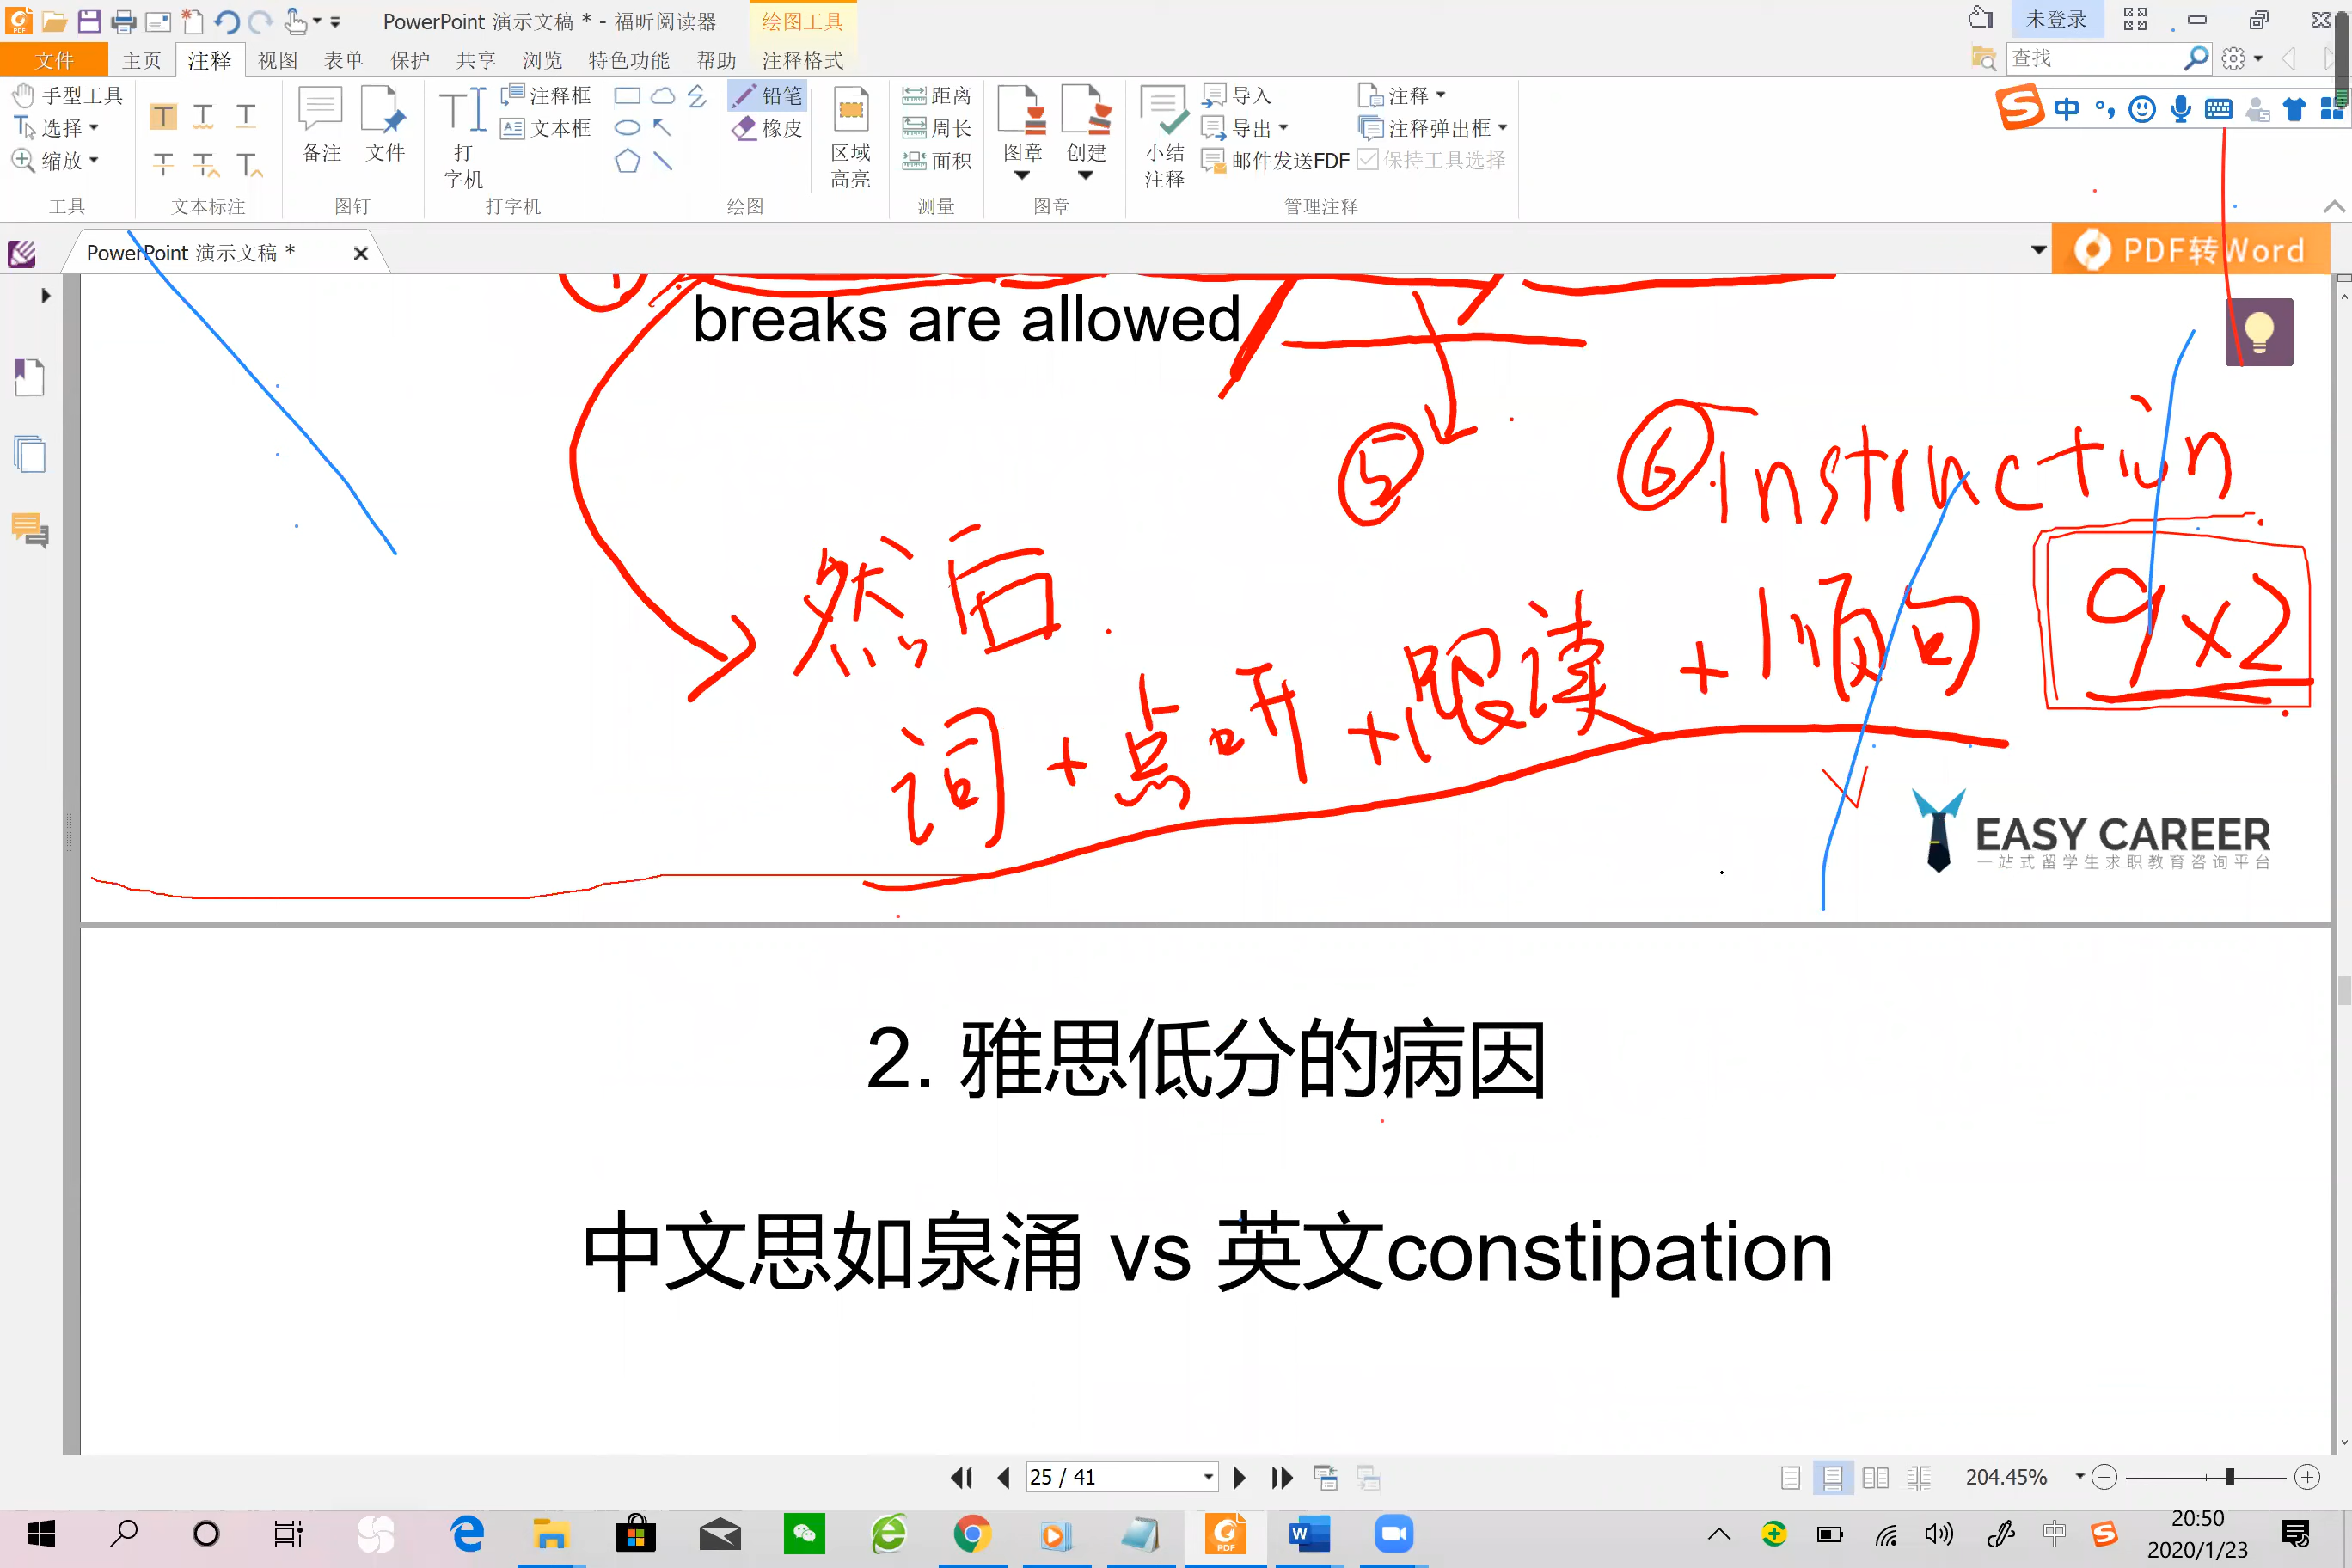 PowerPoint 演示文稿 * - 福昕阅读器
绘图工具
未登录
文件 主页 注释 视图 表单 保护 共享 浏览 特色功能 帮助 注释格式
查找
手型工具
选择
缩放
工具
文本标注
备注
文件
图钉
打字机
注释框
文本框
打字机
铅笔
橡皮
绘图
区域高亮
距离
周长
面积
测量
图章
创建
图章
小结注释
导入
导出
邮件发送FDF
注释
注释弹出框
保持工具选择
管理注释
中
PowerPoint 演示文稿 *
PDF转Word
breaks are allowed
①
⑤
⑥ Instruction
然后
词 + 点开 + 跟读 + 顺句
9x2
EASY CAREER
一站式留学生求职教育咨询平台
2. 雅思低分的病因
中文思如泉涌 vs 英文constipation
25 / 41
204.45%
中
20:50
2020/1/23